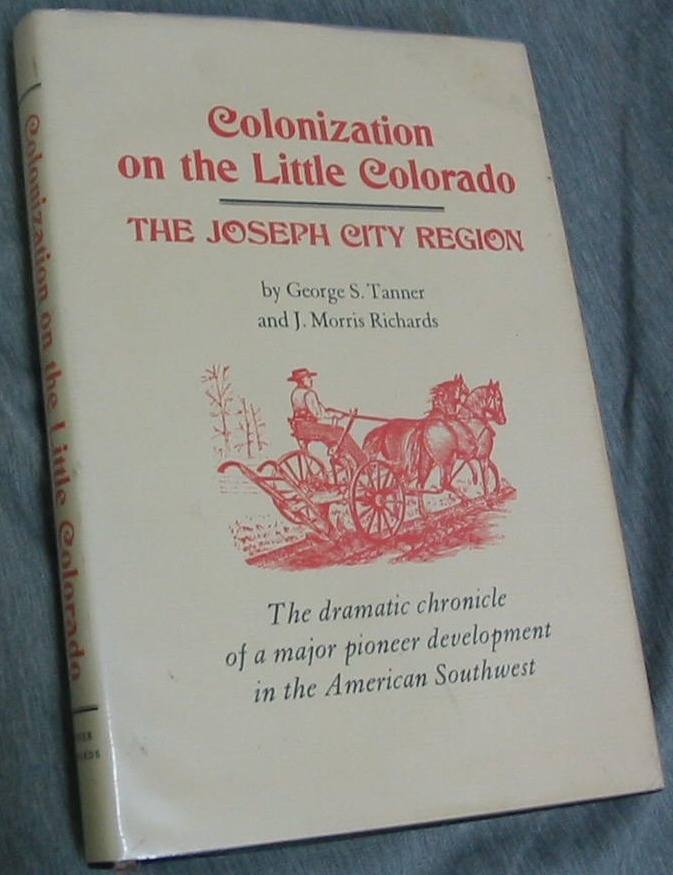 Colonization
on the Little Colorado
THE JOSEPH CITY REGION
by George S. Tanner
and J. Morris Richards
The dramatic chronicle
of a major pioneer development
in the American Southwest
Colonization on the Little Colorado